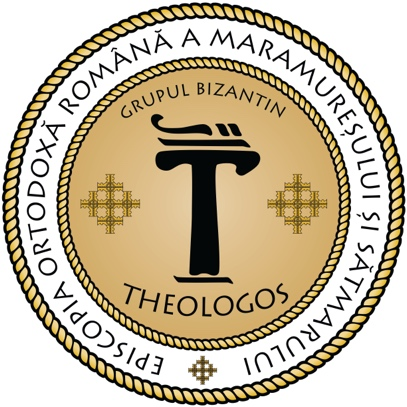 EPISCOPIA ORTODOXĂ ROMÂNĂ A MARAMUREȘULUI ȘI SĂTMARULUI
GRUPUL BIZANTIN
T
THEOLOGOS